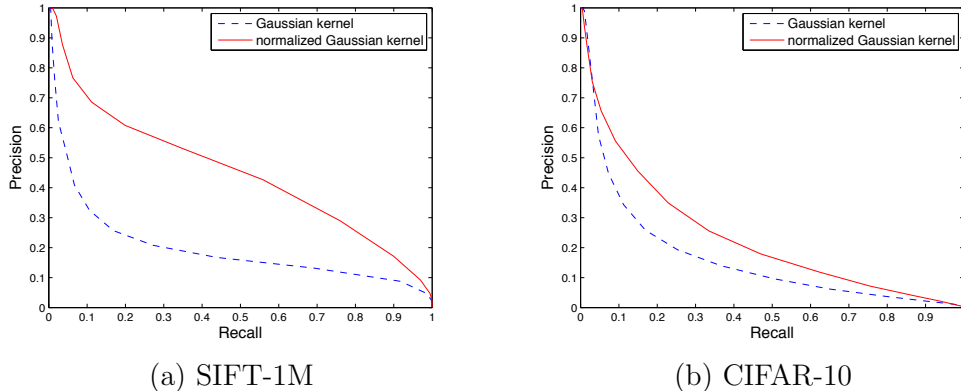 Gaussian kernel
normalized Gaussian kernel
1
0.9
0.8
0.7
0.6
0.5
0.4
0.3
0.2
0.1
0
Precision
0 0.1 0.2 0.3 0.4 0.5 0.6 0.7 0.8 0.9 1
Recall
(a) SIFT-1M
Gaussian kernel
normalized Gaussian kernel
1
0.9
0.8
0.7
0.6
0.5
0.4
0.3
0.2
0.1
0
Precision
0 0.1 0.2 0.3 0.4 0.5 0.6 0.7 0.8 0.9
Recall
(b) CIFAR-10